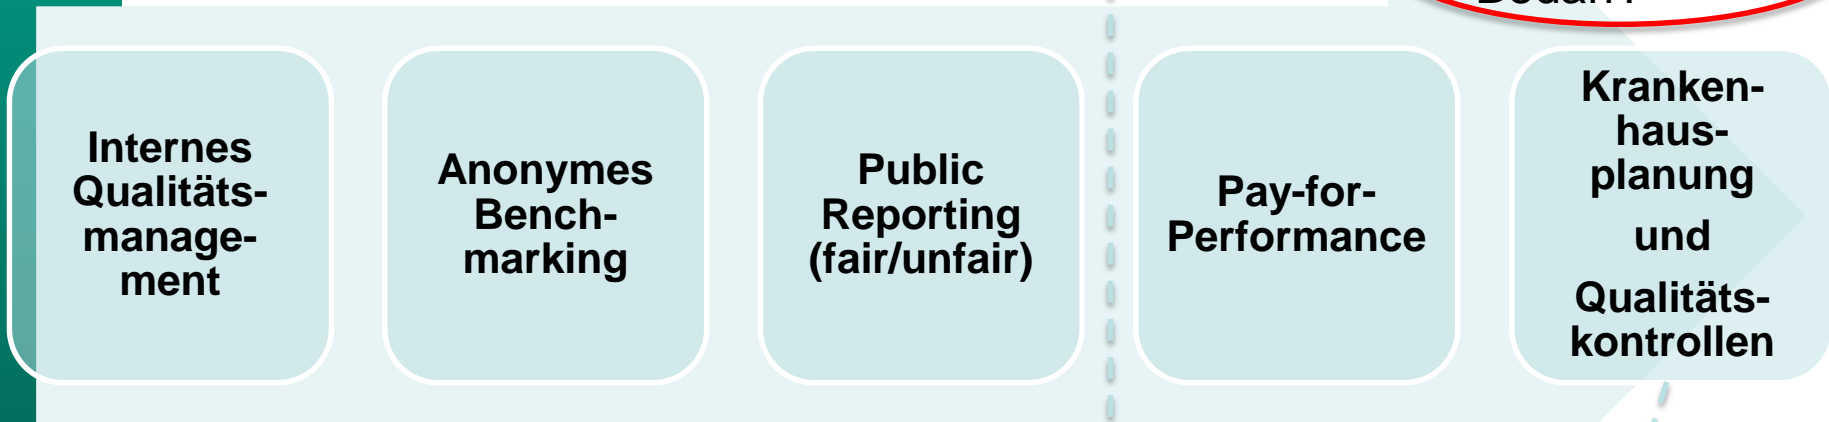 Internes
Qualitäts-
manage-
ment
Anonymes
Bench-
marking
Public
Reporting
(fair/unfair)
Pay-for-
Performance
Kranken-
haus-
planung
und
Qualitäts-
kontrollen